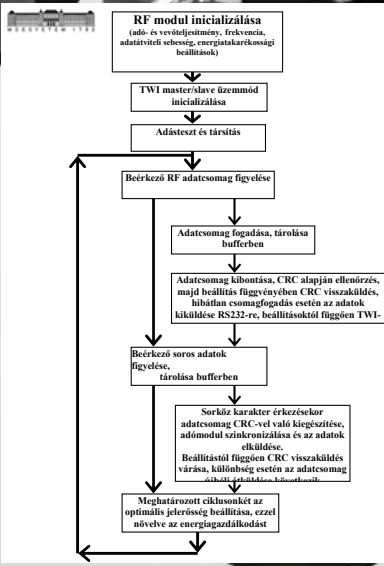 MŰEGYETEM 1782
RF modul inicializálása
(adó- és vevőteljesítmény, frekvencia,
adatátviteli sebesség, energiatakarékossági
beállítások)
TWI master/slave üzemmód
inicializálása
Adásteszt és társítás
Beérkező RF adatcsomag figyelése
Adatcsomag fogadása, tárolása
bufferben
Adatcsomag kibontása, CRC alapján ellenőrzés,
majd beállítás függvényében CRC visszaküldés,
hibátlan csomagfogadás esetén az adatok
kiküldése RS232-re, beállításoktól függően TWI-
Beérkező soros adatok
figyelése,
tárolása bufferben
Sorköz karakter érkezésekor
adatcsomag CRC-vel való kiegészítése,
adómodul szinkronizálása és az adatok
elküldése.
Beállítástól függően CRC visszaküldés
várása, különbség esetén az adatcsomag
újbóli átküldése következik
Meghatározott ciklusonkét az
optimális jelerősség beállítása, ezzel
növelve az energiagazdálkodást